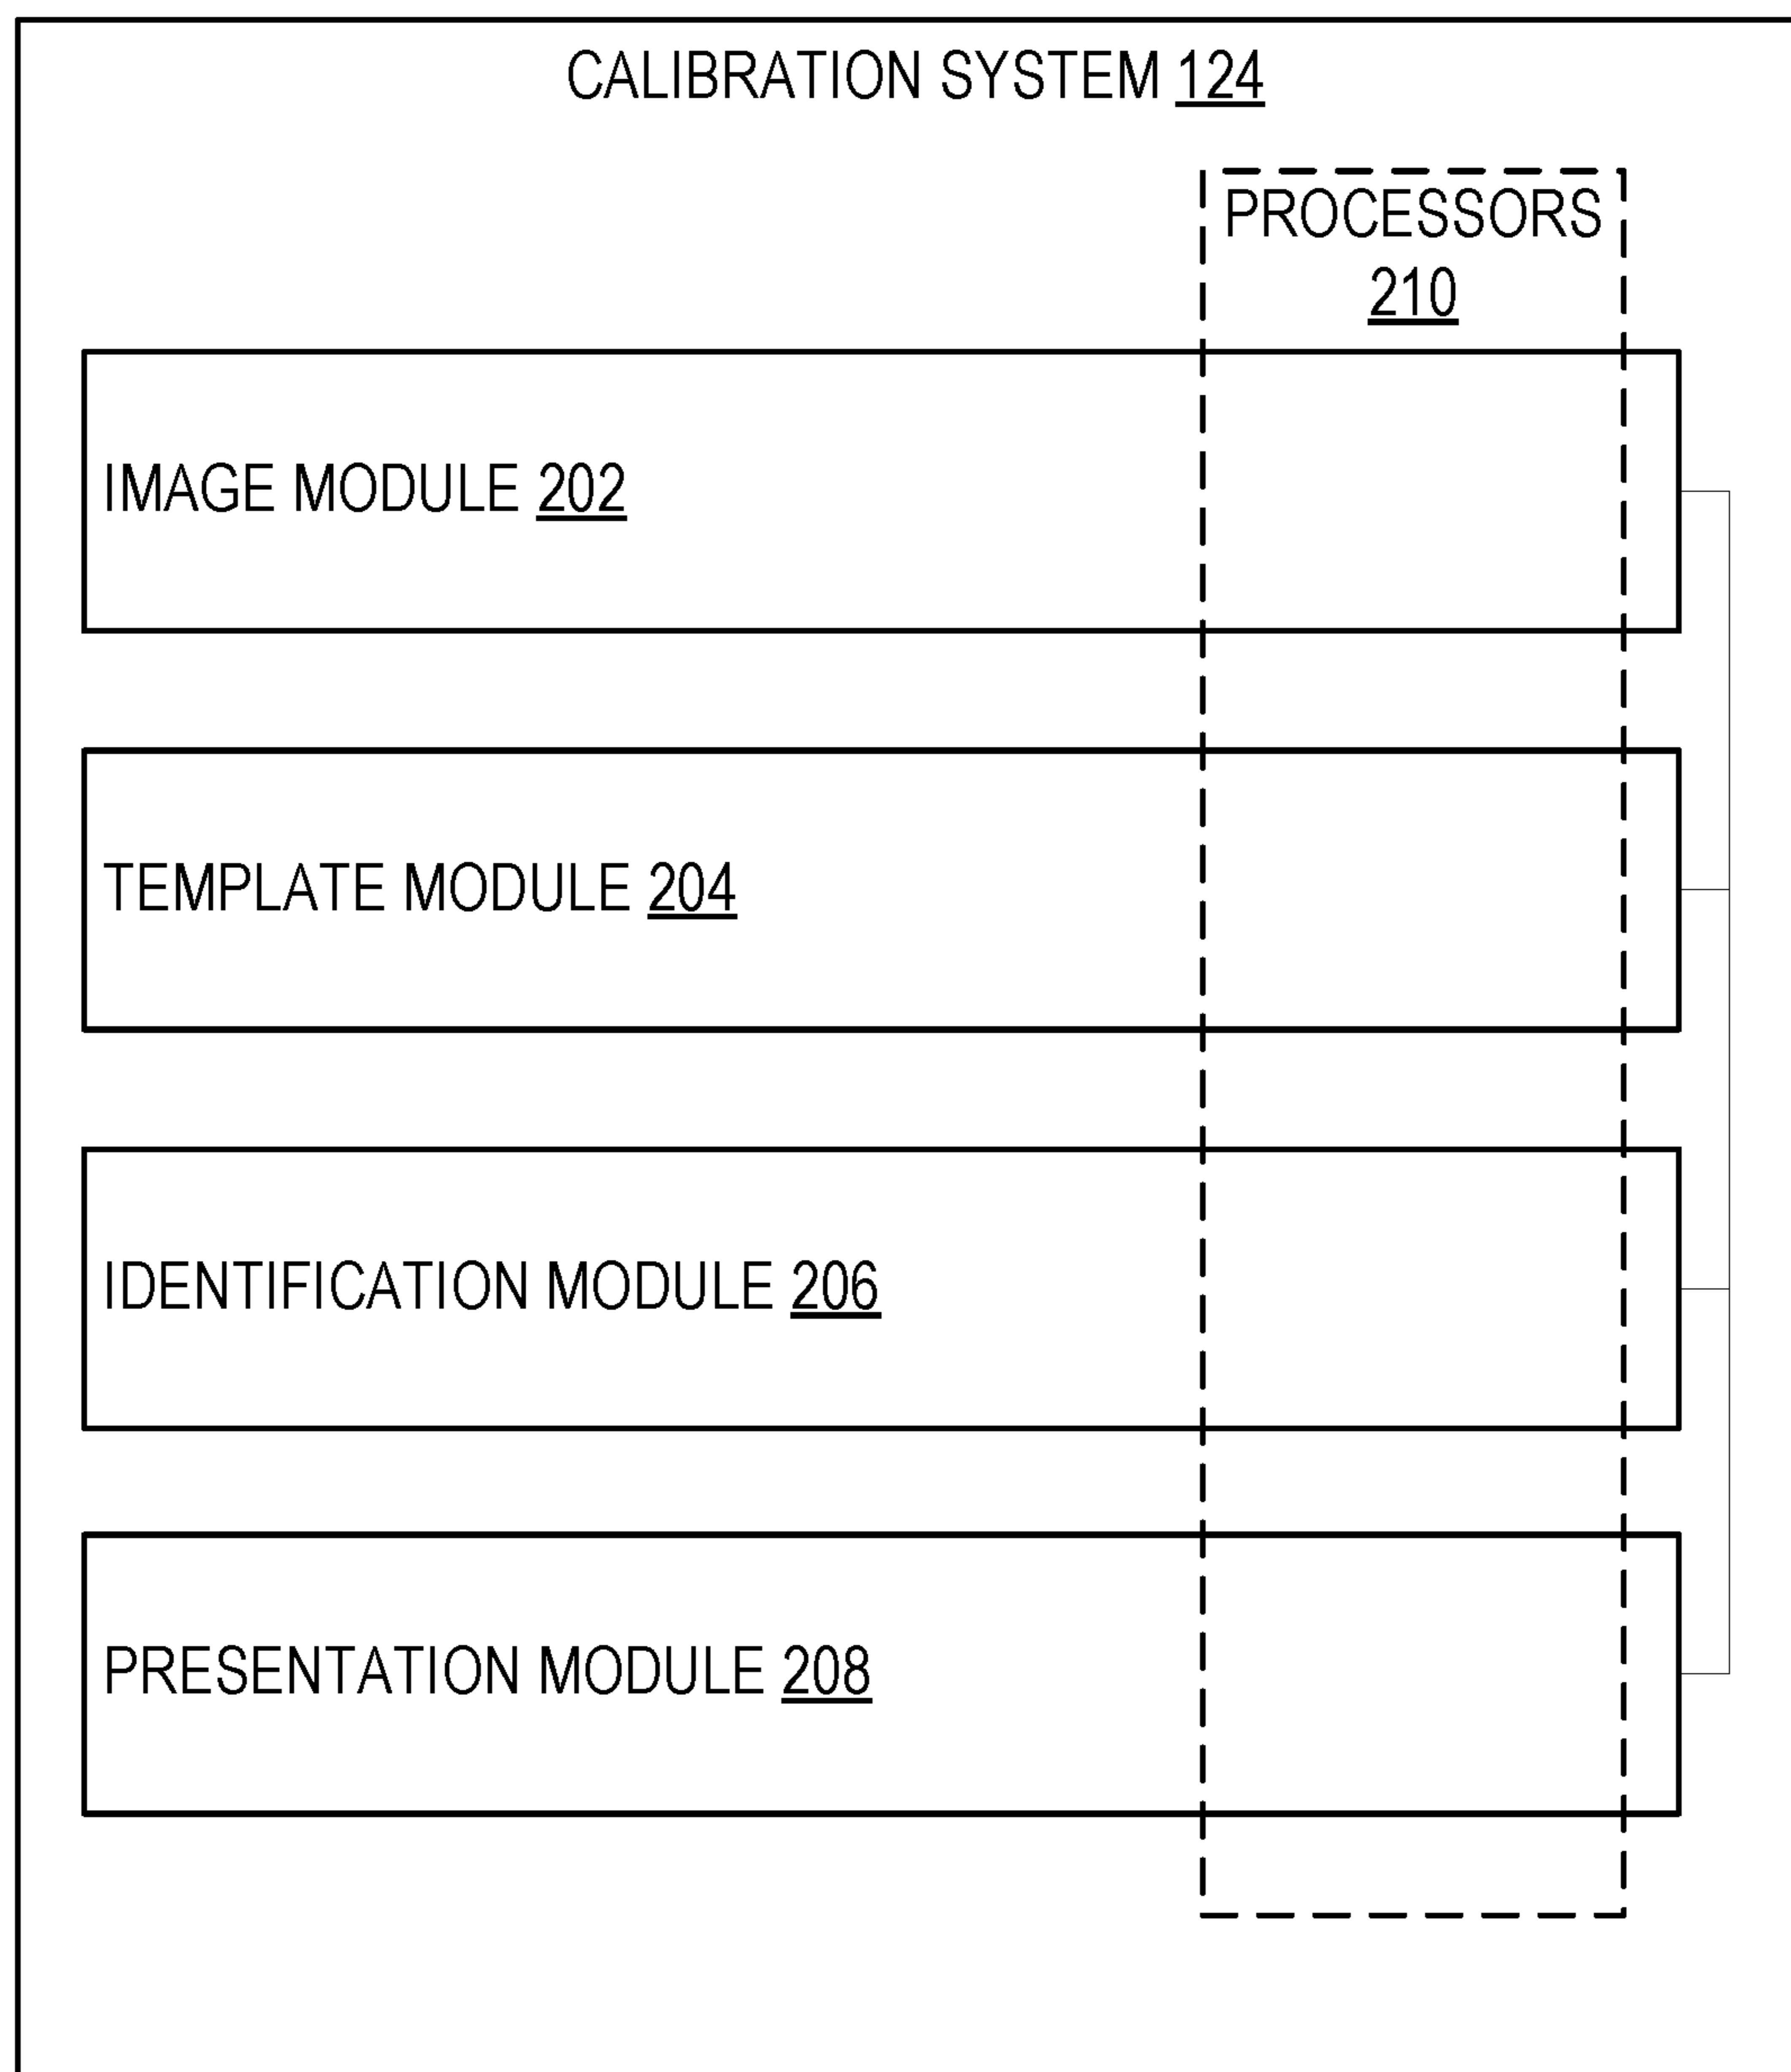 CALIBRATION SYSTEM 124
PROCESSORS
210
IMAGE MODULE 202
TEMPLATE MODULE 204
IDENTIFICATION MODULE 206
PRESENTATION MODULE 208